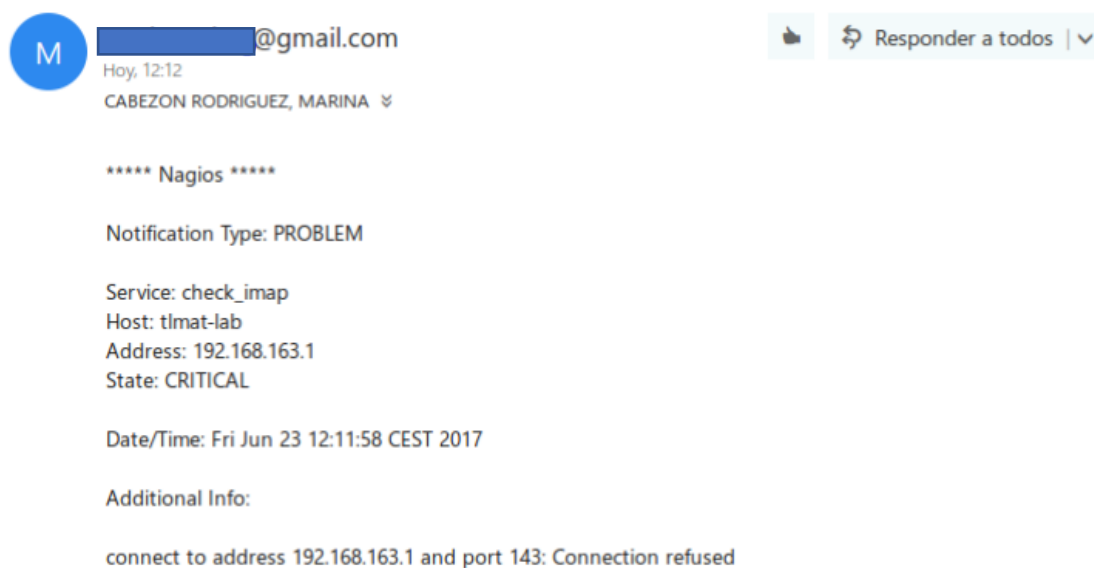 M
@gmail.com
Responder a todos
Hoy, 12:12
CABEZON RODRIGUEZ, MARINA
***** Nagios *****
Notification Type: PROBLEM
Service: check_imap
Host: tlmat-lab
Address: 192.168.163.1
State: CRITICAL
Date/Time: Fri Jun 23 12:11:58 CEST 2017
Additional Info:
connect to address 192.168.163.1 and port 143: Connection refused